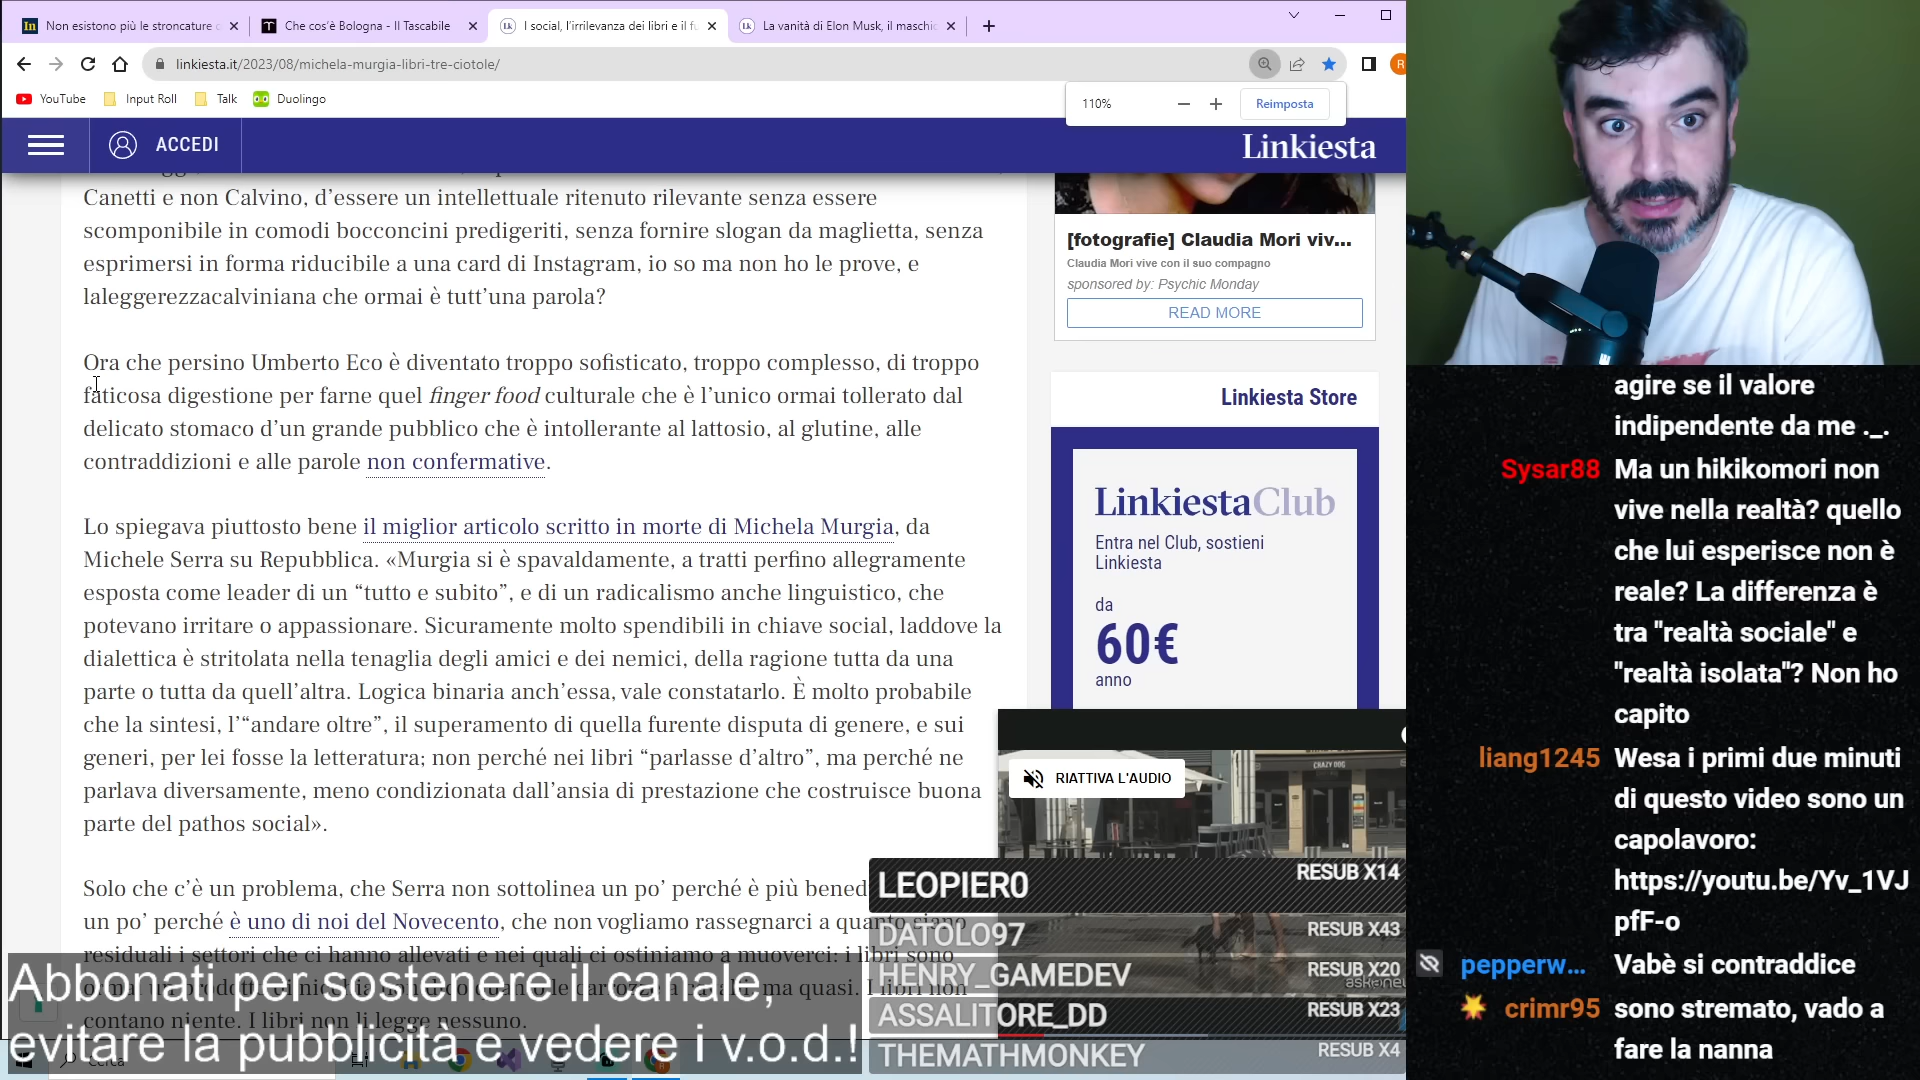 Non esistono più le stroncature
Che cos'è Bologna - Il Tascabile
I social, l'irrilevanza dei libri e il fu
La vanità di Elon Musk, il maschio
linkiesta.it/2023/08/michela-murgia-libri-tre-ciotole/
YouTube
Input Roll
Talk
Duolingo
110%
Reimposta
ACCEDI
Linkiesta
Canetti e non Calvino, d'essere un intellettuale ritenuto rilevante senza essere
scomponibile in comodi bocconcini predigeriti, senza fornire slogan da maglietta, senza
esprimersi in forma riducibile a una card di Instagram, io so ma non ho le prove, e
laleggerezzacalviniana che ormai è tutt'una parola?
Ora che persino Umberto Eco è diventato troppo sofisticato, troppo complesso, di troppo
faticosa digestione per farne quel finger food culturale che è l'unico ormai tollerato dal
delicato stomaco d'un grande pubblico che è intollerante al lattosio, al glutine, alle
contraddizioni e alle parole non confermative.
Lo spiegava piuttosto bene il miglior articolo scritto in morte di Michela Murgia, da
Michele Serra su Repubblica. «Murgia si è spavaldamente, a tratti perfino allegramente
esposta come leader di un “tutto e subito”, e di un radicalismo anche linguistico, che
potevano irritare o appassionare. Sicuramente molto spendibili in chiave social, laddove la
dialettica è stritolata nella tenaglia degli amici e dei nemici, della ragione tutta da una
parte o tutta da quell'altra. Logica binaria anch'essa, vale constatarlo. È molto probabile
che la sintesi, l'“andare oltre”, il superamento di quella furente disputa di genere, e sui
generi, per lei fosse la letteratura; non perché nei libri “parlasse d'altro”, ma perché ne
parlava diversamente, meno condizionata dall'ansia di prestazione che costruisce buona
parte del pathos social».
Solo che c'è un problema, che Serra non sottolinea un po' perché è più bened
un po' perché è uno di noi del Novecento, che non vogliamo rassegnarci a quanto siano
residuali i settori che ci hanno allevati e nei quali ci ostiniamo a muoverci: i libri sono
contano niente. I libri non li legge nessuno.
[fotografie] Claudia Mori viv...
Claudia Mori vive con il suo compagno
sponsored by: Psychic Monday
READ MORE
Linkiesta Store
LinkiestaClub
Entra nel Club, sostieni
Linkiesta
da
60€
anno
RIATTIVA L'AUDIO
CRAZY DOG
LEOPIER0 RESUB X14
DATOLO97 RESUB X43
HENRY_GAMEDEV RESUB X20
ASSALITORE_DD RESUB X23
THEMATHMONKEY RESUB X4
Abbonati per sostenere il canale ,
evitare la pubblicità e vedere i v.o.d.!
Cerca
agire se il valore
indipendente da me ._.
Sysar88 Ma un hikikomori non
vive nella realtà? quello
che lui esperisce non è
reale? La differenza è
tra "realtà sociale" e
"realtà isolata"? Non ho
capito
liang1245 Wesa i primi due minuti
di questo video sono un
capolavoro:
https://youtu.be/Yv_1VJ
pfF-o
pepperw... Vabè si contraddice
crimr95 sono stremato, vado a
fare la nanna